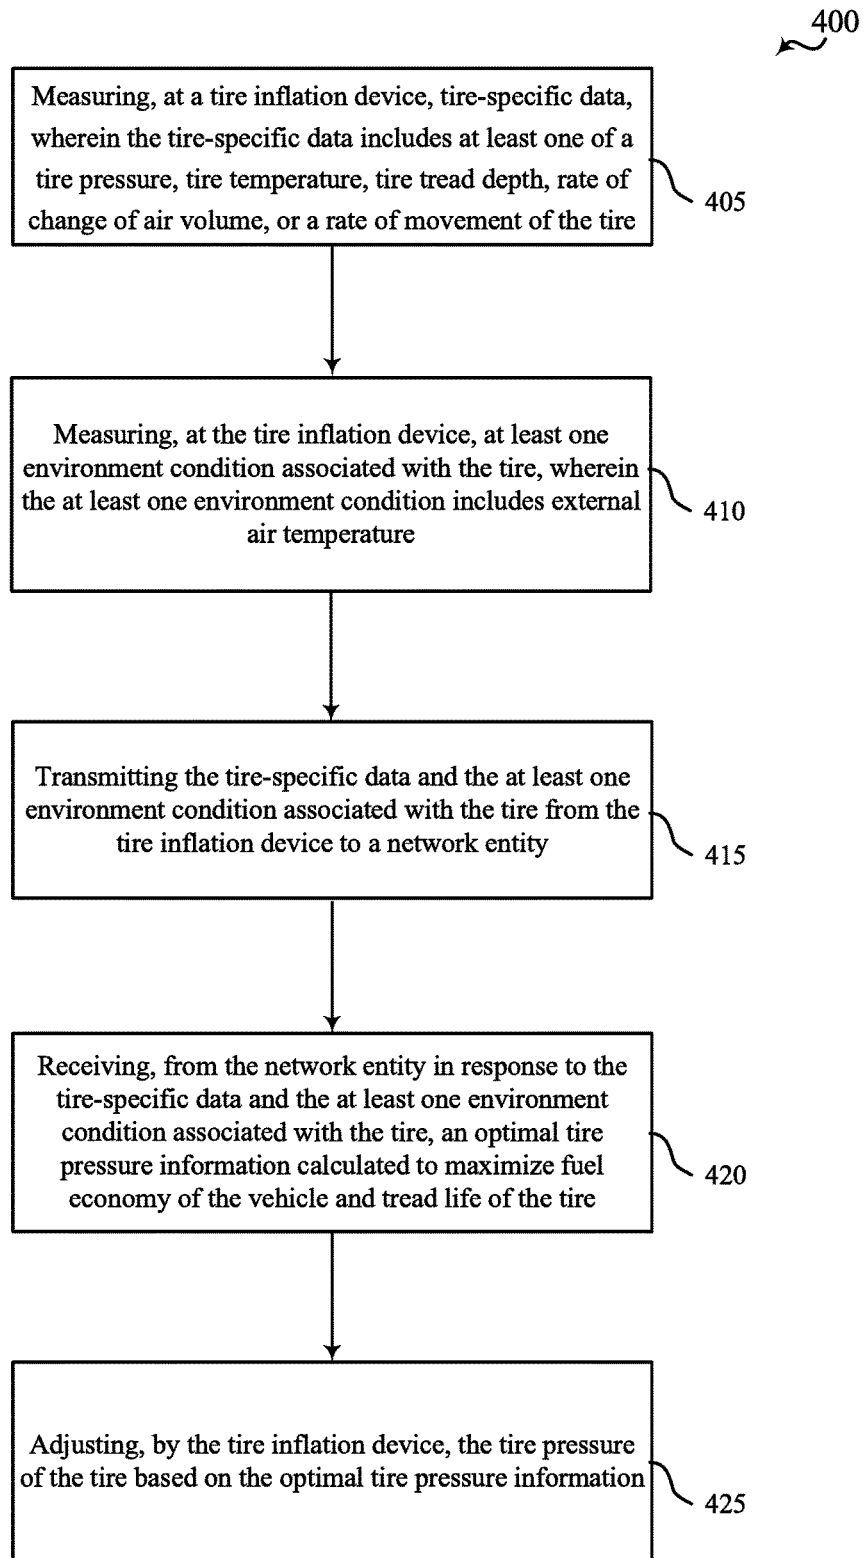 400
Measuring, at a tire inflation device, tire-specific data,
wherein the tire-specific data includes at least one of a
tire pressure, tire temperature, tire tread depth, rate of
change of air volume, or a rate of movement of the tire
405
Measuring, at the tire inflation device, at least one
environment condition associated with the tire, wherein
the at least one environment condition includes external
air temperature
410
Transmitting the tire-specific data and the at least one
environment condition associated with the tire from the
tire inflation device to a network entity
415
Receiving, from the network entity in response to the
tire-specific data and the at least one environment
condition associated with the tire, an optimal tire
pressure information calculated to maximize fuel
economy of the vehicle and tread life of the tire
420
Adjusting, by the tire inflation device, the tire pressure
of the tire based on the optimal tire pressure information
425